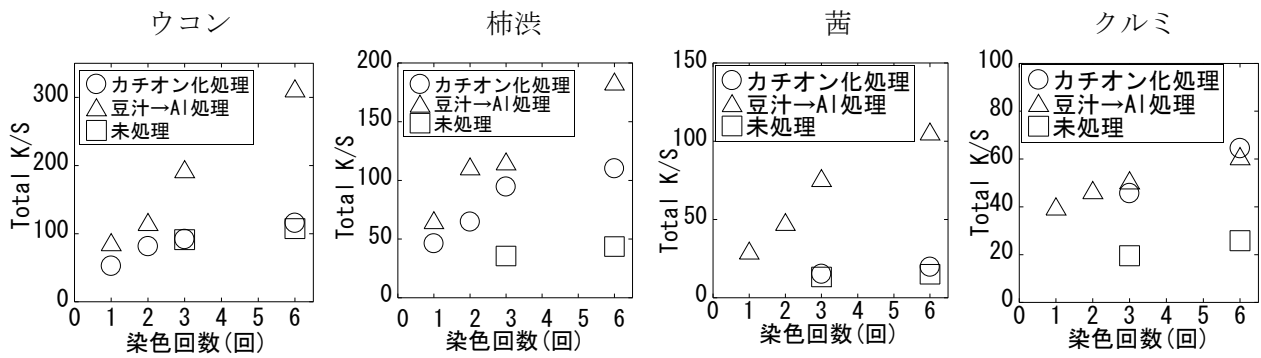 ウコン
Total K/S
300
200
100
0
カチオン化処理
豆汁→Al処理
未処理
0 1 2 3 4 5 6
染色回数(回)
柿渋
Total K/S
200
150
100
50
0
カチオン化処理
豆汁→Al処理
未処理
0 1 2 3 4 5 6
染色回数(回)
茜
Total K/S
150
100
50
0
カチオン化処理
豆汁→Al処理
未処理
0 1 2 3 4 5 6
染色回数(回)
クルミ
Total K/S
100
80
60
40
20
0
カチオン化処理
豆汁→Al処理
未処理
0 1 2 3 4 5 6
染色回数(回)